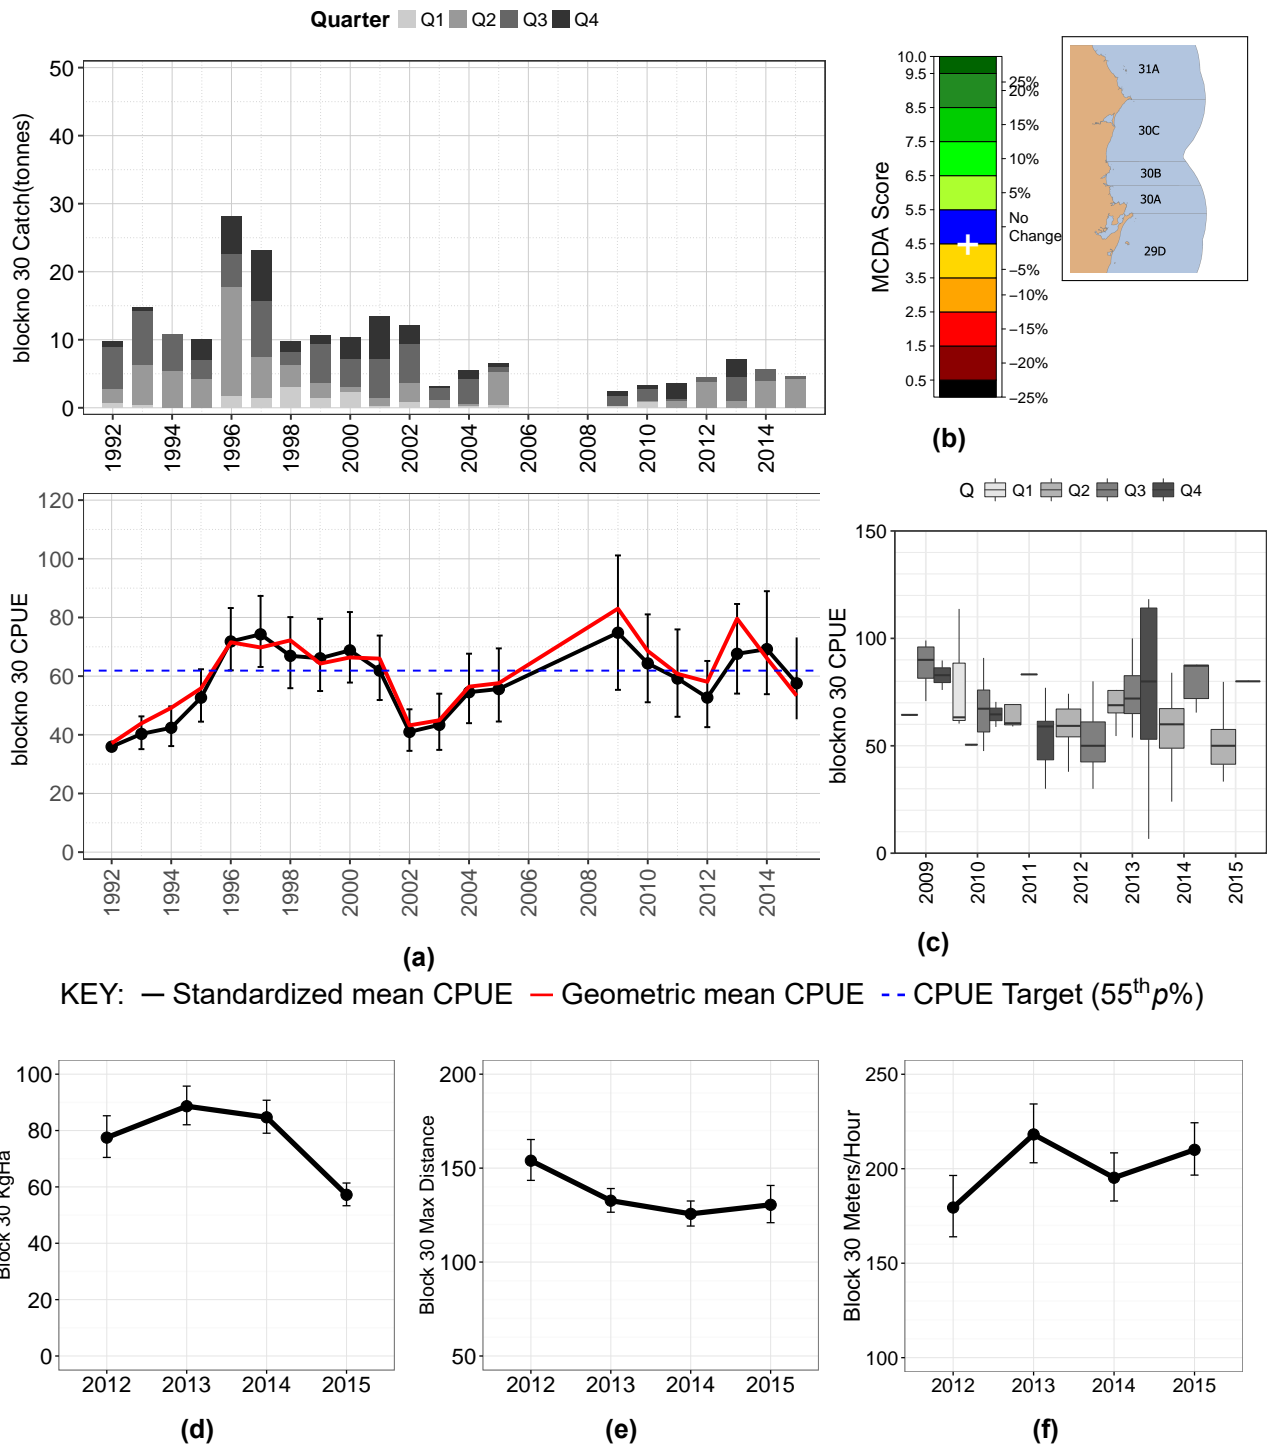 Quarter Q1 Q2 Q3 Q4
blockno 30 Catch(tonnes)
50
40
30
20
10
0
1992 1994 1996 1998 2000 2002 2004 2006 2008 2010 2012 2014
MCDA Score
10.0
9.5
8.5
7.5
6.5
5.5
4.5
3.5
2.5
1.5
0.5
25%
20%
15%
10%
5%
No
Change
−5%
−10%
−15%
−20%
−25%
31A
30C
30B
30A
29D
(b)
blockno 30 CPUE
120
100
80
60
40
20
0
1992 1994 1996 1998 2000 2002 2004 2006 2008 2010 2012 2014
(a)
Q Q1 Q2 Q3 Q4
blockno 30 CPUE
150
100
50
0
2009 2010 2011 2012 2013 2014 2015
(c)
KEY: Standardized mean CPUE Geometric mean CPUE CPUE Target (55th p%)
Block 30 KgHa
100
80
60
40
20
0
2012 2013 2014 2015
(d)
Block 30 Max Distance
200
150
100
50
2012 2013 2014 2015
(e)
Block 30 Meters/Hour
250
200
150
100
2012 2013 2014 2015
(f)